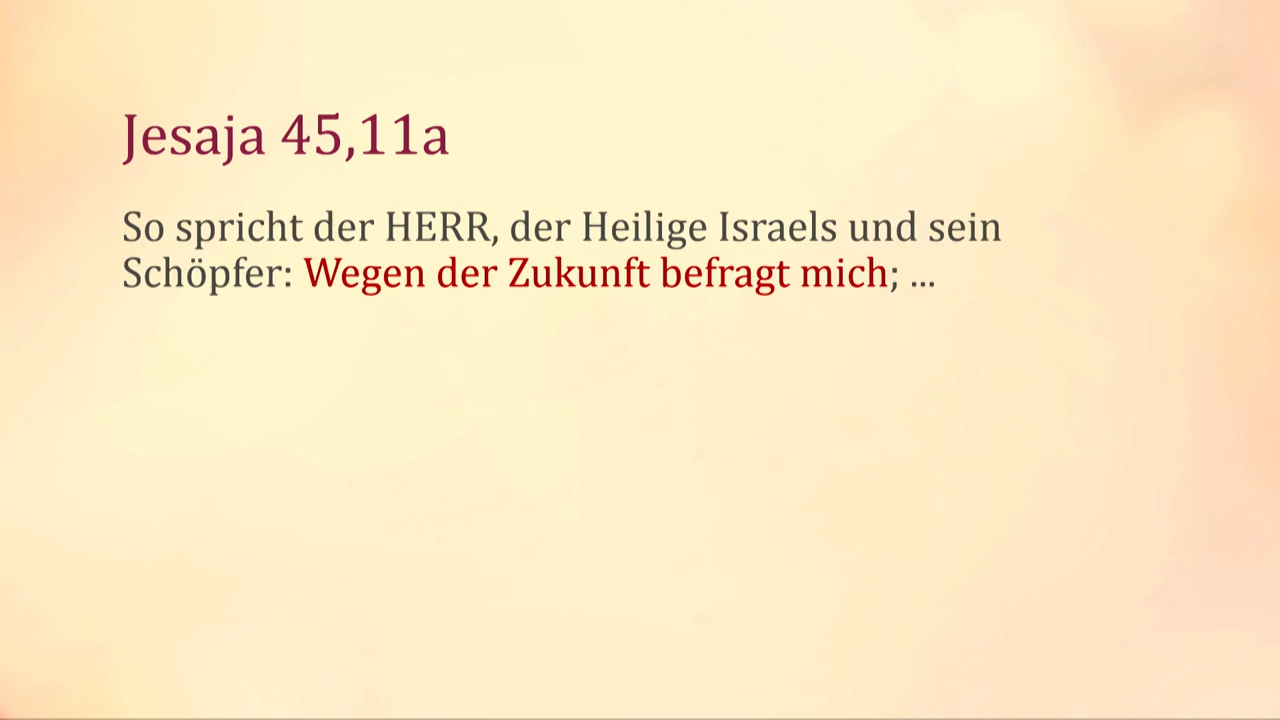 Jesaja 45,11a
So spricht der HERR, der Heilige Israels und sein
Schöpfer: Wegen der Zukunft befragt mich; ...